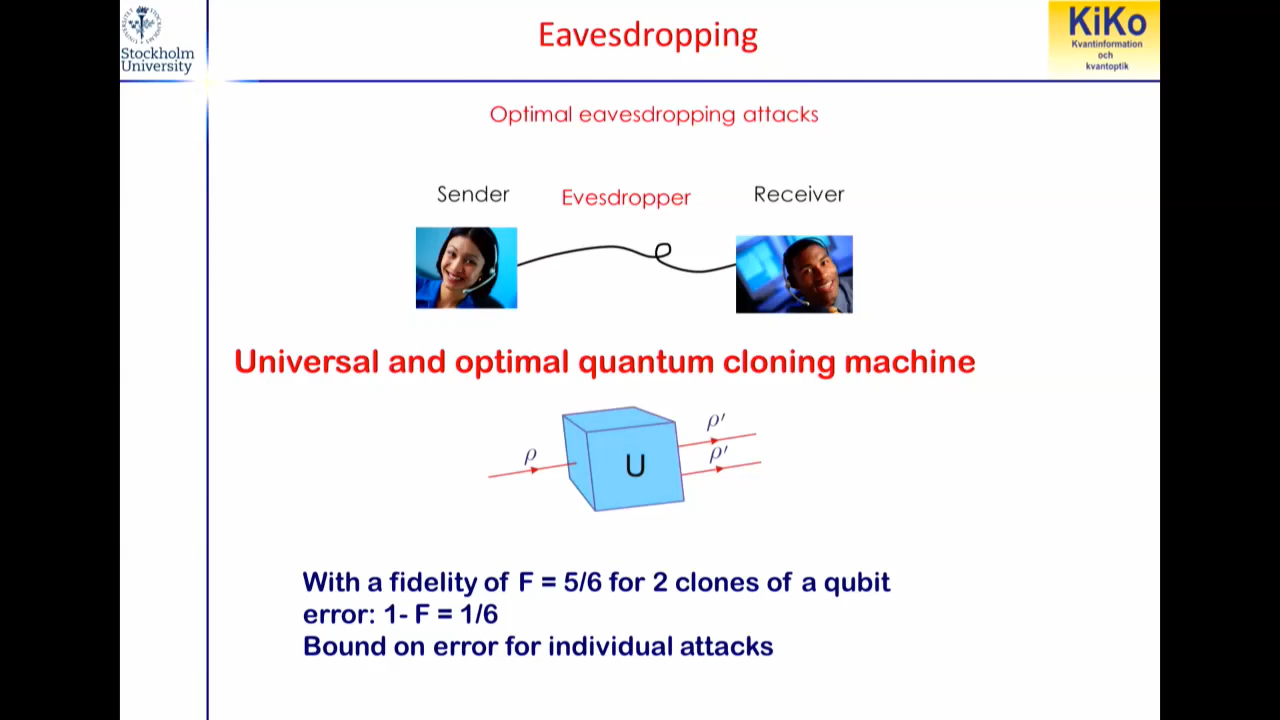 Stockholm
University
Eavesdropping
KiKo
Kvantinformation
och
kvantoptik
Optimal eavesdropping attacks
Sender
Evesdropper
Receiver
Universal and optimal quantum cloning machine
ρ
U
ρ'
ρ'
With a fidelity of F = 5/6 for 2 clones of a qubit
error: 1- F = 1/6
Bound on error for individual attacks